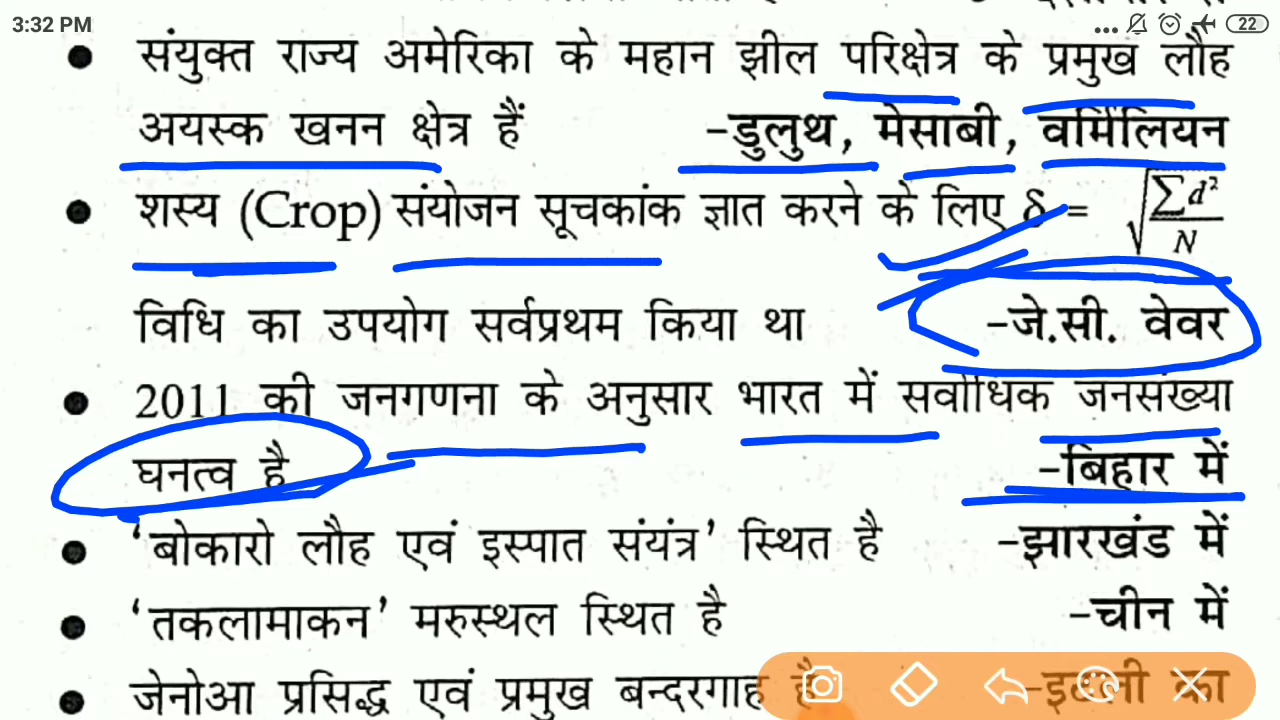 3:32 PM 22
• संयुक्त राज्य अमेरिका के महान झील परिक्षेत्र के प्रमुख लौह
अयस्क खनन क्षेत्र हैं -डुलुथ, मेसाबी, वर्मिलियन
• शस्य (Crop) संयोजन सूचकांक ज्ञात करने के लिए δ = √(∑d²/N)
विधि का उपयोग सर्वप्रथम किया था -जे.सी. वेवर
• 2011 की जनगणना के अनुसार भारत में सर्वाधिक जनसंख्या
घनत्व है -बिहार में
• 'बोकारो लौह एवं इस्पात संयंत्र' स्थित है -झारखंड में
• 'तकलामाकन' मरुस्थल स्थित है -चीन में
• जेनोआ प्रसिद्ध एवं प्रमुख बन्दरगाह है -इटली का